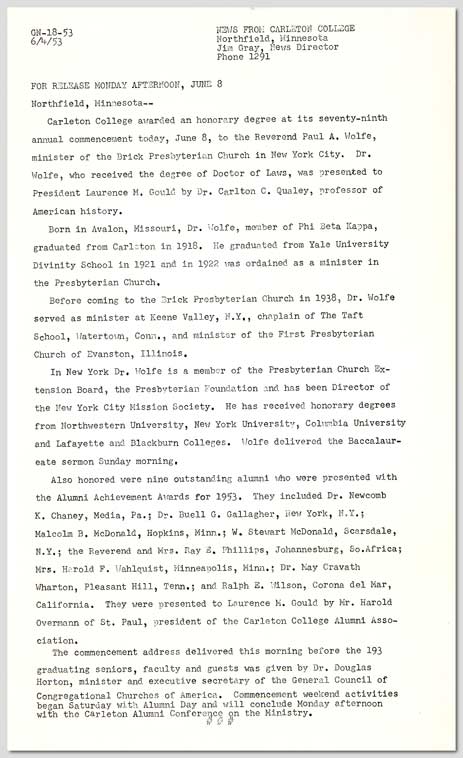 GN-18-53
6/4/53
NEWS FROM CARLETON COLLEGE
Northfield, Minnesota
Jim Gray, News Director
Phone 1291
FOR RELEASE MONDAY AFTERNOON, JUNE 8
Northfield, Minnesota--
Carleton College awarded an honorary degree at its seventy-ninth
annual commencement today, June 8, to the Reverend Paul A. Wolfe,
minister of the Brick Presbyterian Church in New York City. Dr.
Wolfe, who received the degree of Doctor of Laws, was presented to
President Laurence M. Gould by Dr. Carlton C. Qualey, professor of
American history.
Born in Avalon, Missouri, Dr. Wolfe, member of Phi Beta Kappa,
graduated from Carleton in 1918. He graduated from Yale University
Divinity School in 1921 and in 1922 was ordained as a minister in
the Presbyterian Church.
Before coming to the Brick Presbyterian Church in 1938, Dr. Wolfe
served as minister at Keene Valley, N.Y., chaplain of The Taft
School, Watertown, Conn., and minister of the First Presbyterian
Church of Evanston, Illinois.
In New York Dr. Wolfe is a member of the Presbyterian Church Ex-
tension Board, the Presbyterian Foundation and has been Director of
the New York City Mission Society. He has received honorary degrees
from Northwestern University, New York University, Columbia University
and Lafayette and Blackburn Colleges. Wolfe delivered the Baccalaur-
eate sermon Sunday morning.
Also honored were nine outstanding alumni who were presented with
the Alumni Achievement Awards for 1953. They included Dr. Newcomb
K. Chaney, Media, Pa.; Dr. Buell G. Gallagher, New York, N.Y.;
Malcolm B. McDonald, Hopkins, Minn.; W. Stewart McDonald, Scarsdale,
N.Y.; the Reverend and Mrs. Ray E. Phillips, Johannesburg, So.Africa;
Mrs. Harold F. Wahlquist, Minneapolis, Minn.; Dr. May Cravath
Wharton, Pleasant Hill, Tenn.; and Ralph E. Wilson, Corona del Mar,
California. They were presented to Laurence M. Gould by Mr. Harold
Overmann of St. Paul, president of the Carleton College Alumni Asso-
ciation.
The commencement address delivered this morning before the 193
graduating seniors, faculty and guests was given by Dr. Douglas
Horton, minister and executive secretary of the General Council of
Congregational Churches of America. Commencement weekend activities
began Saturday with Alumni Day and will conclude Monday afternoon
with the Carleton Alumni Conference on the Ministry.